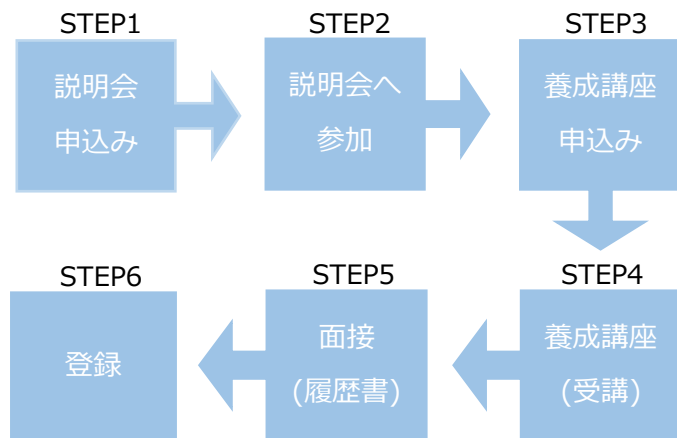 STEP1
説明会
申込み
STEP2
説明会へ
参加
STEP3
養成講座
申込み
STEP4
養成講座
(受講)
STEP5
面接
(履歴書)
STEP6
登録